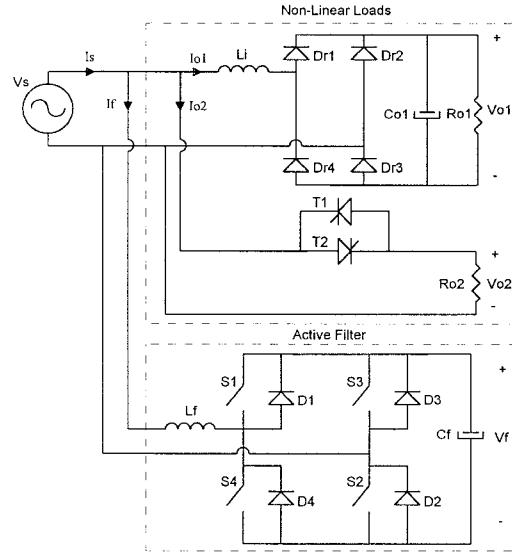 Non-Linear Loads
Vs
Is
If
Io1
Io2
Li
Dr1
Dr2
Dr4
Dr3
Co1
Ro1
+
Vo1
-
T1
T2
Ro2
+
Vo2
-
Active Filter
Lf
S1
D1
S3
D3
S4
D4
S2
D2
Cf
+
Vf
-